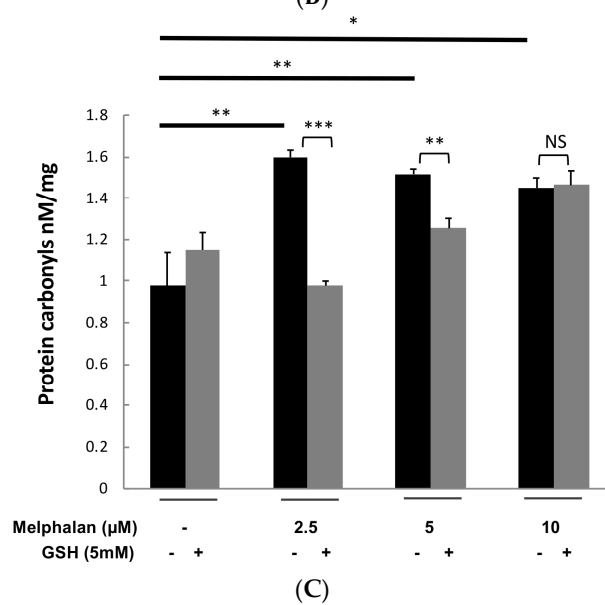 (B)
*
**
**
***
**
NS
1.8
1.6
1.4
1.2
1
0.8
0.6
0.4
0.2
0
Protein carbonyls nM/mg
Melphalan (µM) - 2.5 5 10
GSH (5mM) - + - + - + - +
(C)